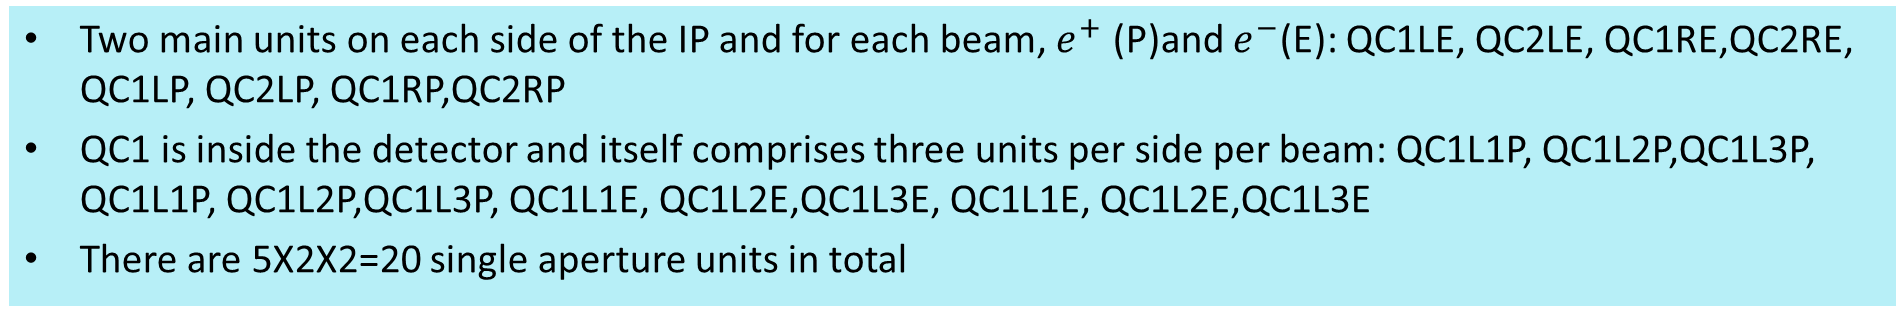 • Two main units on each side of the IP and for each beam, e⁺ (P)and e⁻(E): QC1LE, QC2LE, QC1RE,QC2RE,
QC1LP, QC2LP, QC1RP,QC2RP
• QC1 is inside the detector and itself comprises three units per side per beam: QC1L1P, QC1L2P,QC1L3P,
QC1L1P, QC1L2P,QC1L3P, QC1L1E, QC1L2E,QC1L3E, QC1L1E, QC1L2E,QC1L3E
• There are 5X2X2=20 single aperture units in total